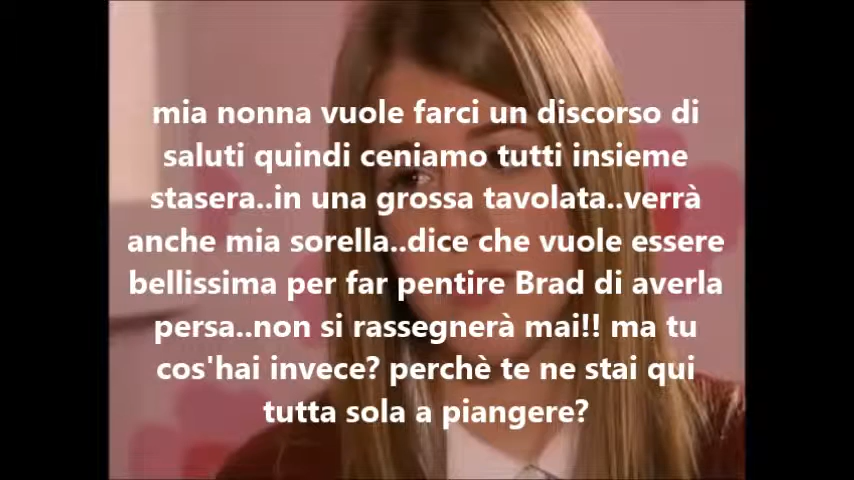 mia nonna vuole farci un discorso di
saluti quindi ceniamo tutti insieme
stasera..in una grossa tavolata..verrà
anche mia sorella..dice che vuole essere
bellissima per far pentire Brad di averla
persa..non si rassegnerà mai!! ma tu
cos'hai invece? perchè te ne stai qui
tutta sola a piangere?